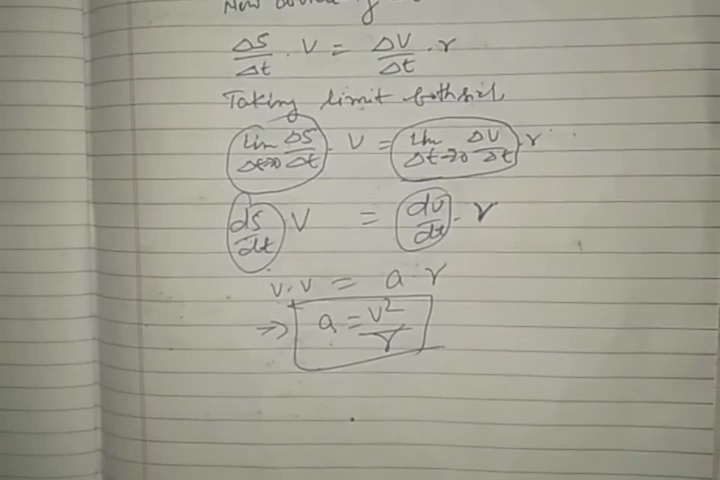 Now
ΔS/Δt . V = ΔV/Δt . r
Taking limit both
Lim Δt→0 ΔS/Δt . V = Lim Δt→0 ΔV/Δt . r
dS/dt V = dv/dt . r
v.v = a.r
⇒ a = v²/r